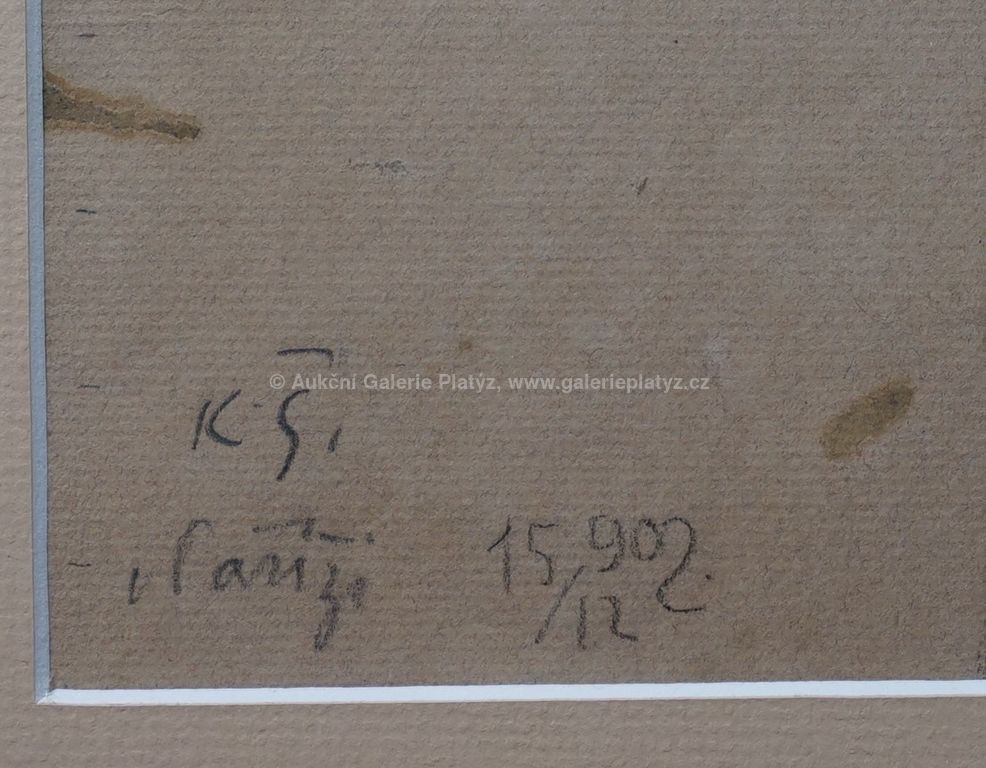 © Aukční Galerie Platýz, www.galerieplatyz.cz
K Š.
v Paříži 15/12 902.